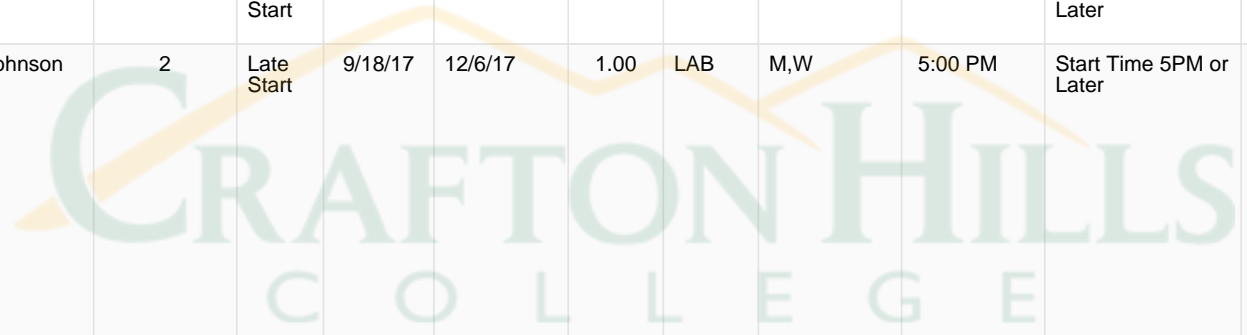 Start Later
ohnson 2 Late 9/18/17 12/6/17 1.00 LAB M,W 5:00 PM Start Time 5PM or
Start Later
CRAFTON HILLS
COLLEGE